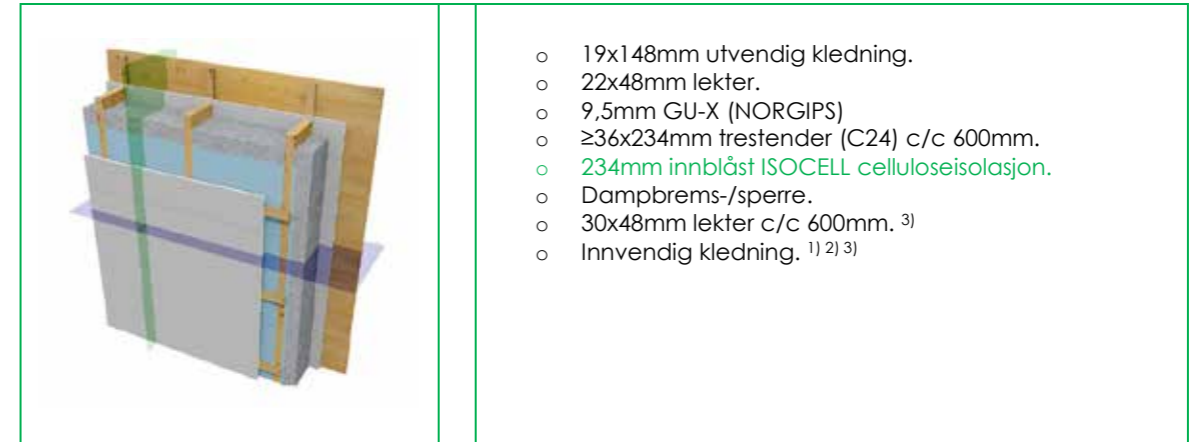 o 19x148mm utvendig kledning.
o 22x48mm lekter.
o 9,5mm GU-X (NORGIPS)
o ≥36x234mm trestender (C24) c/c 600mm.
o 234mm innblåst ISOCELL celluloseisolasjon.
o Dampbrems-/sperre.
o 30x48mm lekter c/c 600mm. 3)
o Innvendig kledning. 1) 2) 3)